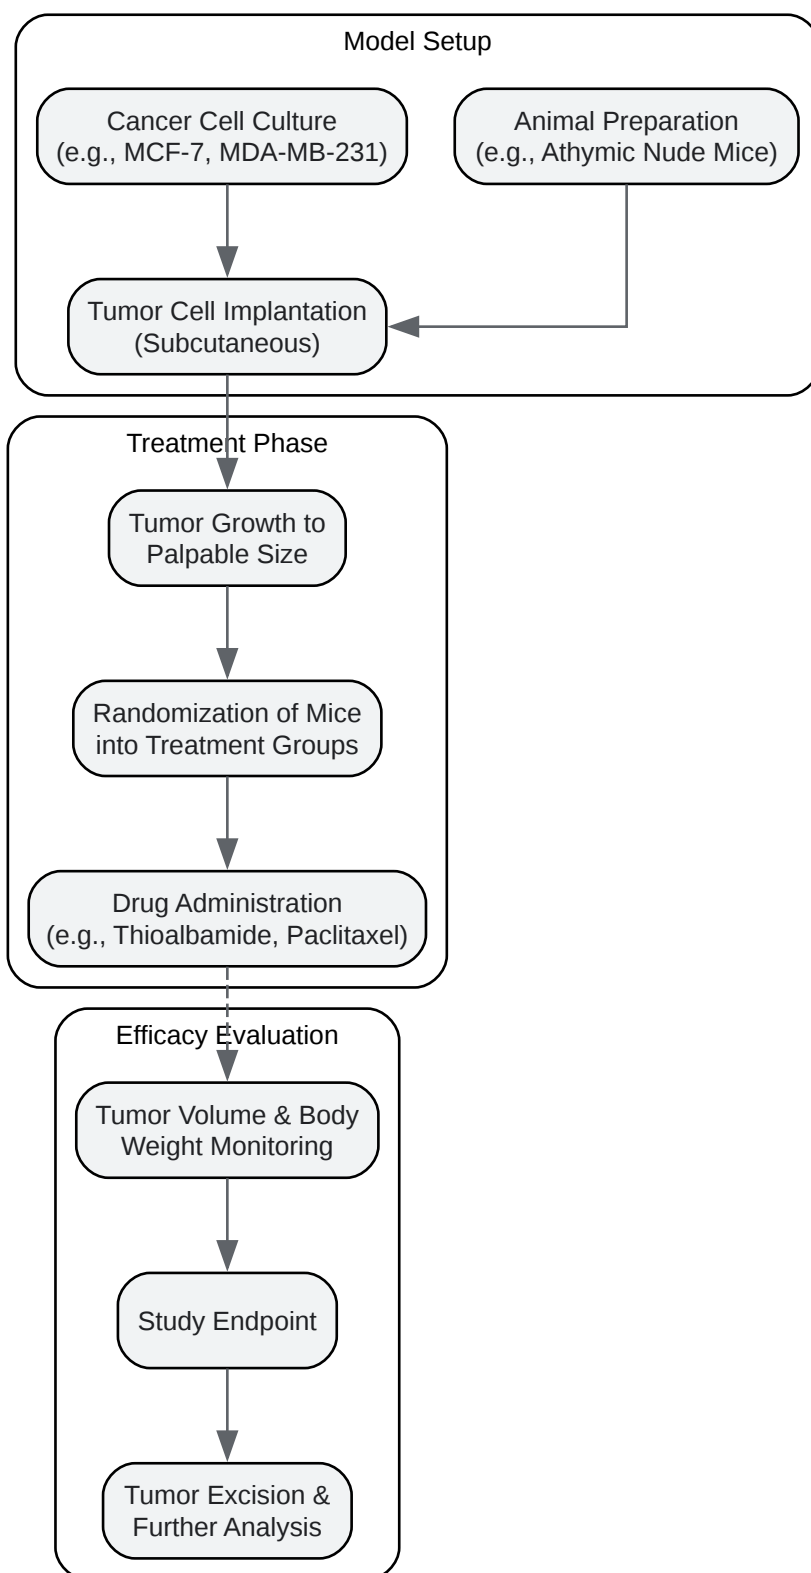 Model Setup
Cancer Cell Culture
(e.g., MCF-7, MDA-MB-231)
Animal Preparation
(e.g., Athymic Nude Mice)
Tumor Cell Implantation
(Subcutaneous)
Treatment Phase
Tumor Growth to
Palpable Size
Randomization of Mice
into Treatment Groups
Drug Administration
(e.g., Thioalbamide, Paclitaxel)
Efficacy Evaluation
Tumor Volume & Body
Weight Monitoring
Study Endpoint
Tumor Excision &
Further Analysis